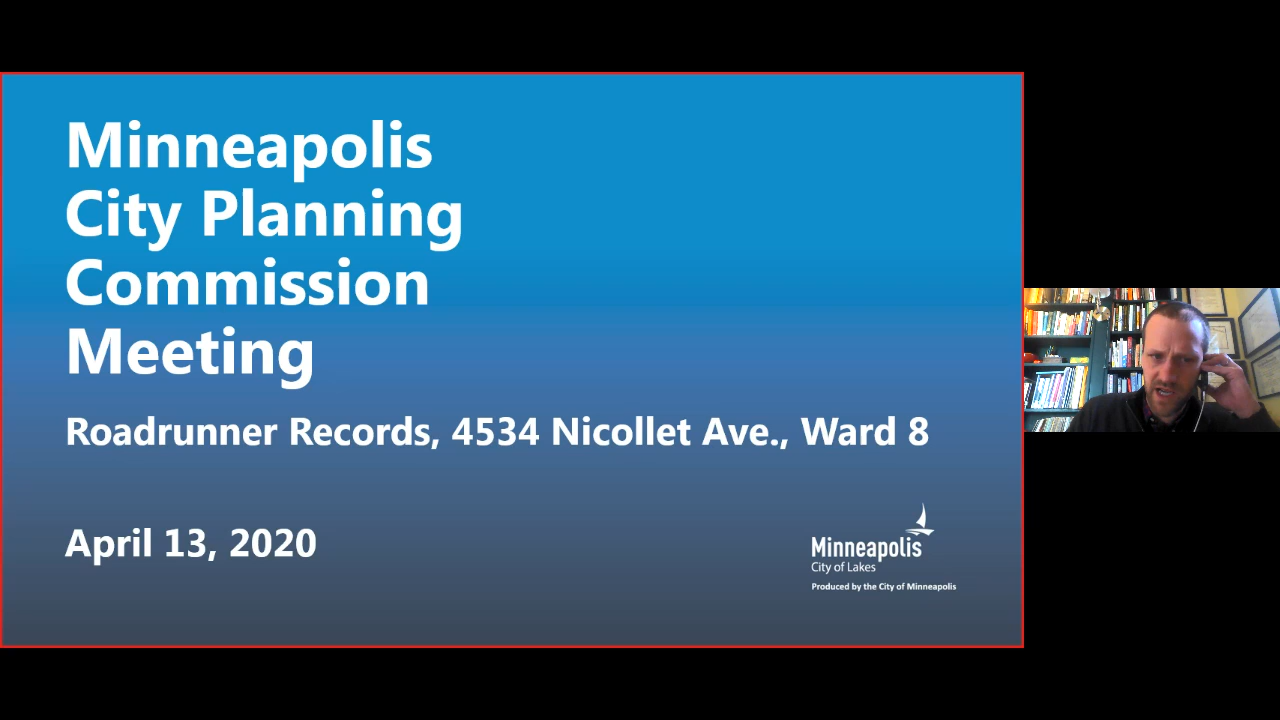 Minneapolis
City Planning
Commission
Meeting
Roadrunner Records, 4534 Nicollet Ave., Ward 8
April 13, 2020
Minneapolis
City of Lakes
Produced by the City of Minneapolis